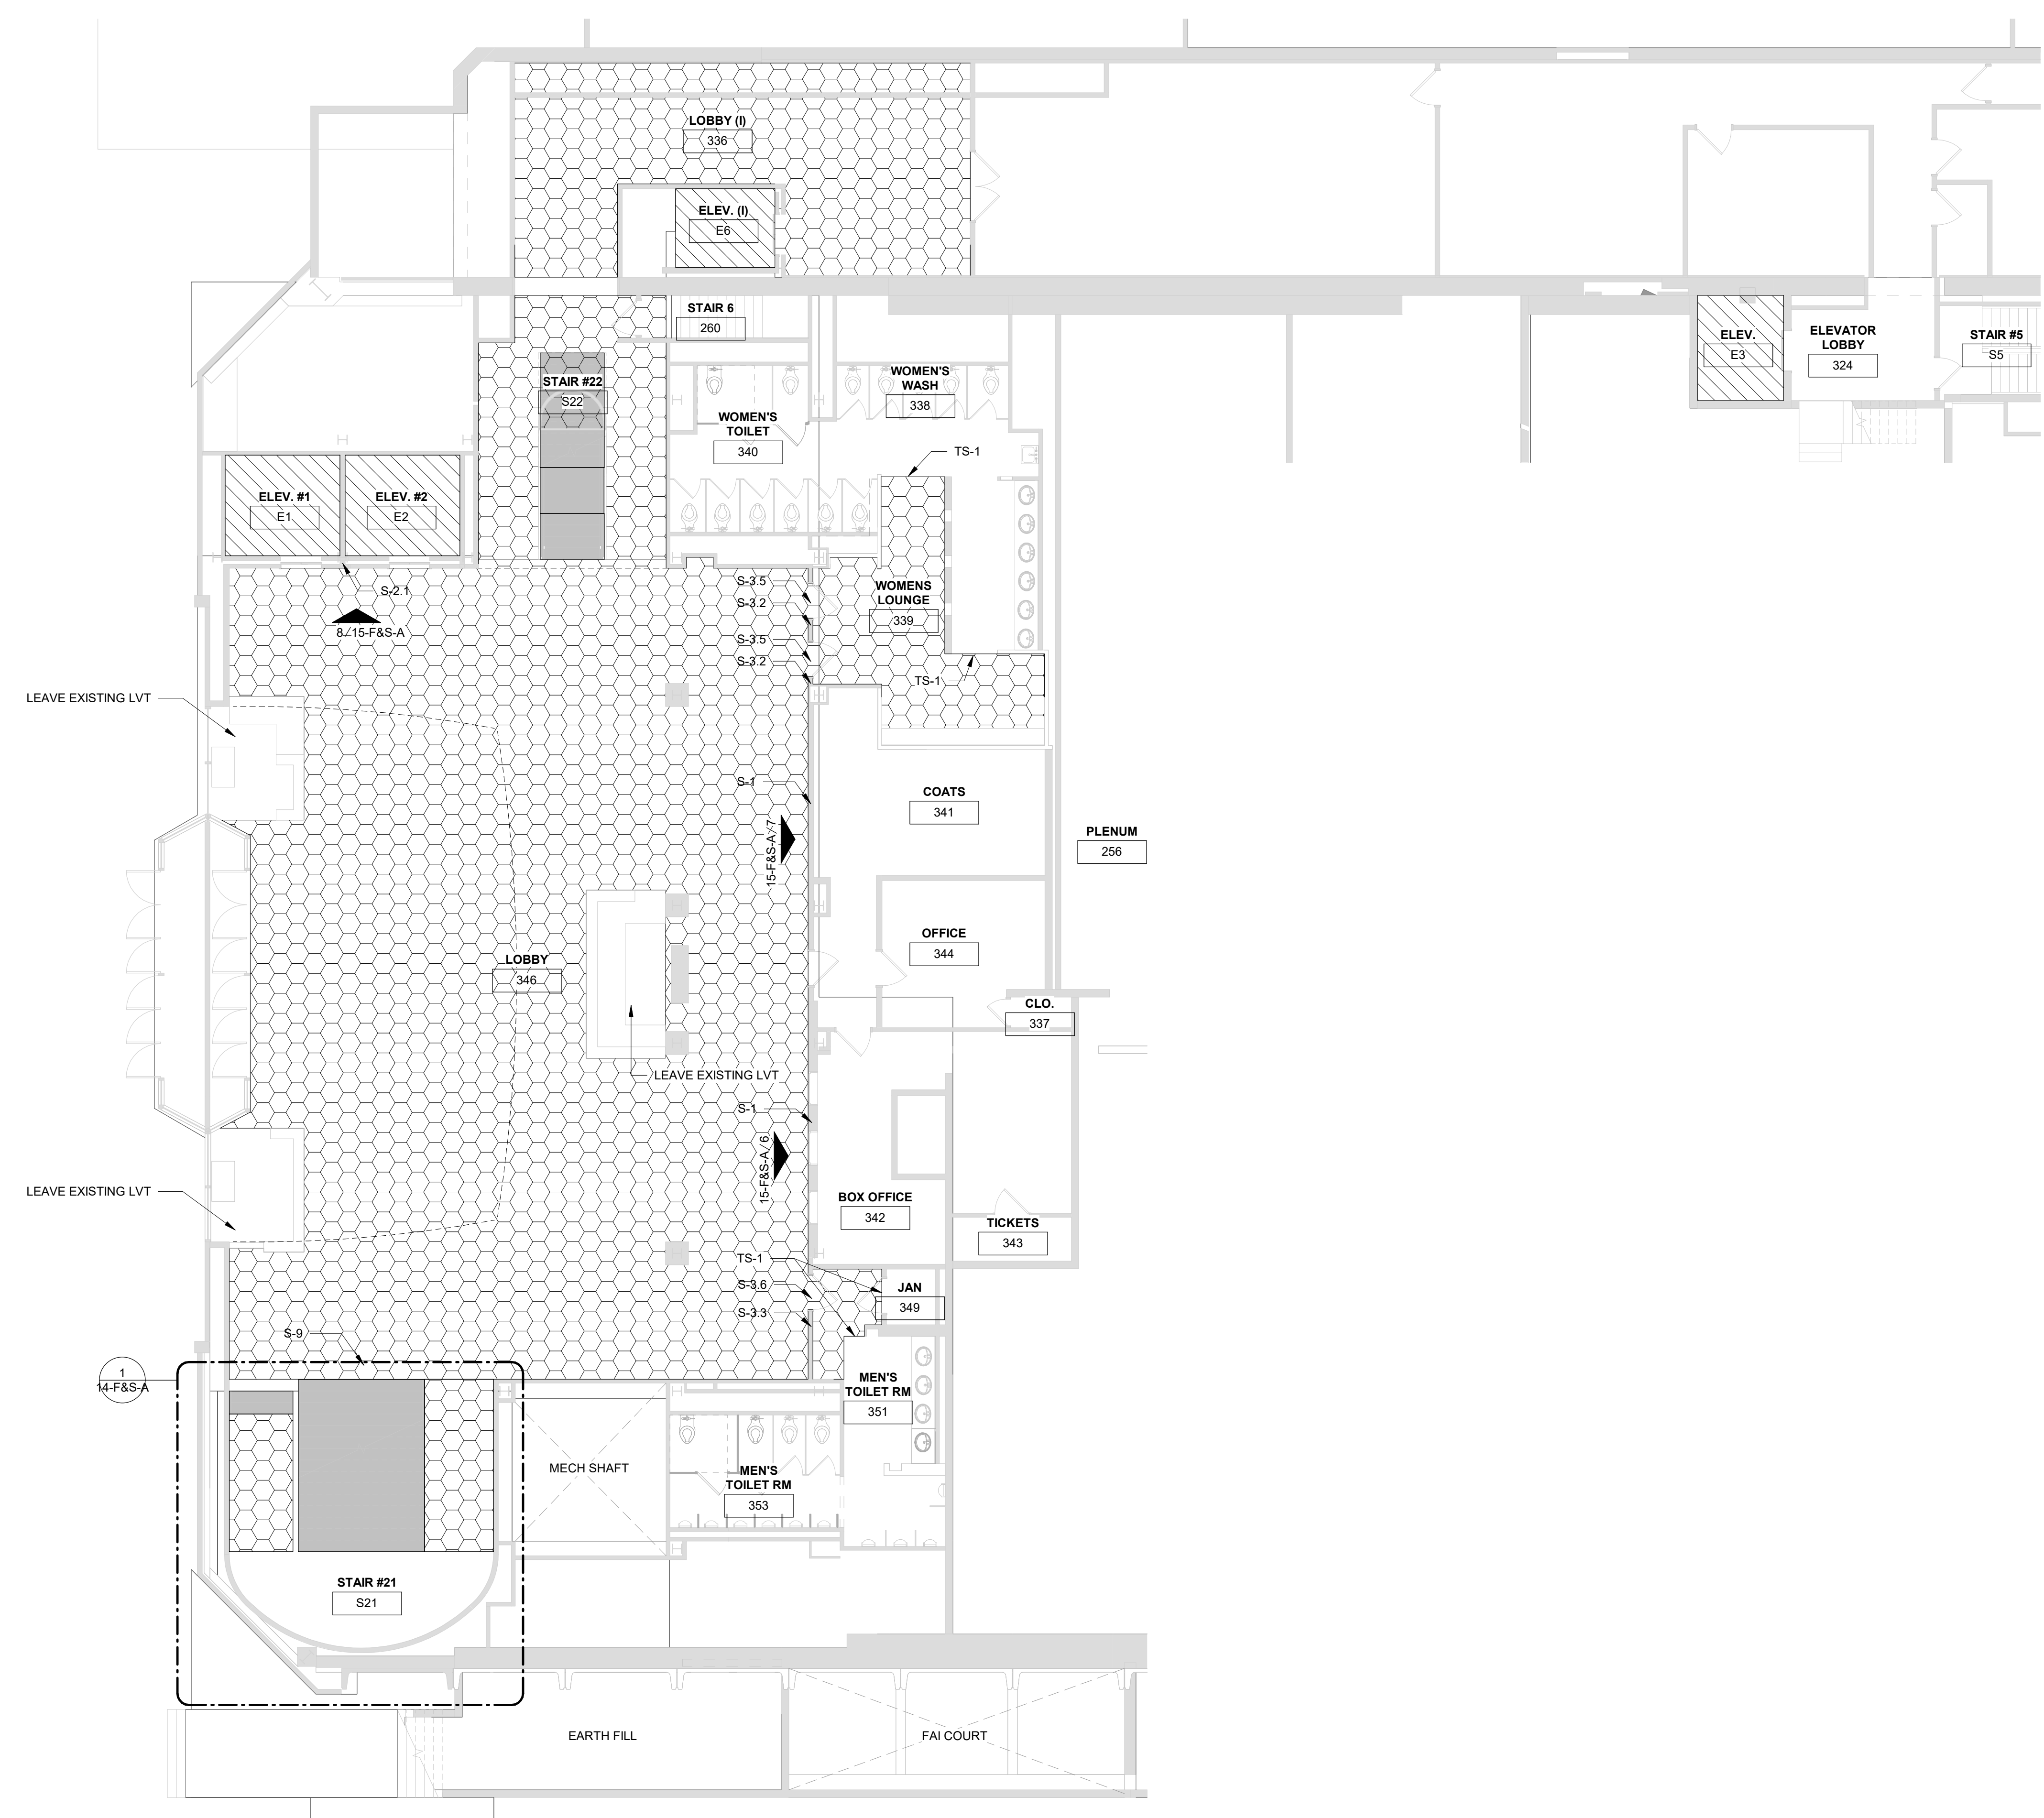 LOBBY (I)
336
ELEV. (I)
E6
STAIR 6
260
ELEV.
E3
ELEVATOR
LOBBY
324
STAIR #5
S5
STAIR #22
S22
WOMEN'S
WASH
338
WOMEN'S
TOILET
340
TS-1
ELEV. #1
E1
ELEV. #2
E2
S-2.1
8/15-F&S-A
S-3.5
S-3.2
S-3.5
S-3.2
WOMENS
LOUNGE
339
TS-1
LEAVE EXISTING LVT
S-1
15-F&S-A/7
COATS
341
PLENUM
256
OFFICE
344
LOBBY
346
CLO.
337
LEAVE EXISTING LVT
S-1
15-F&S-A/6
LEAVE EXISTING LVT
BOX OFFICE
342
TICKETS
343
TS-1
S-3.6
S-3.3
JAN
349
S-9
1
14-F&S-A
MEN'S
TOILET RM
351
MECH SHAFT
MEN'S
TOILET RM
353
STAIR #21
S21
EARTH FILL
FAI COURT